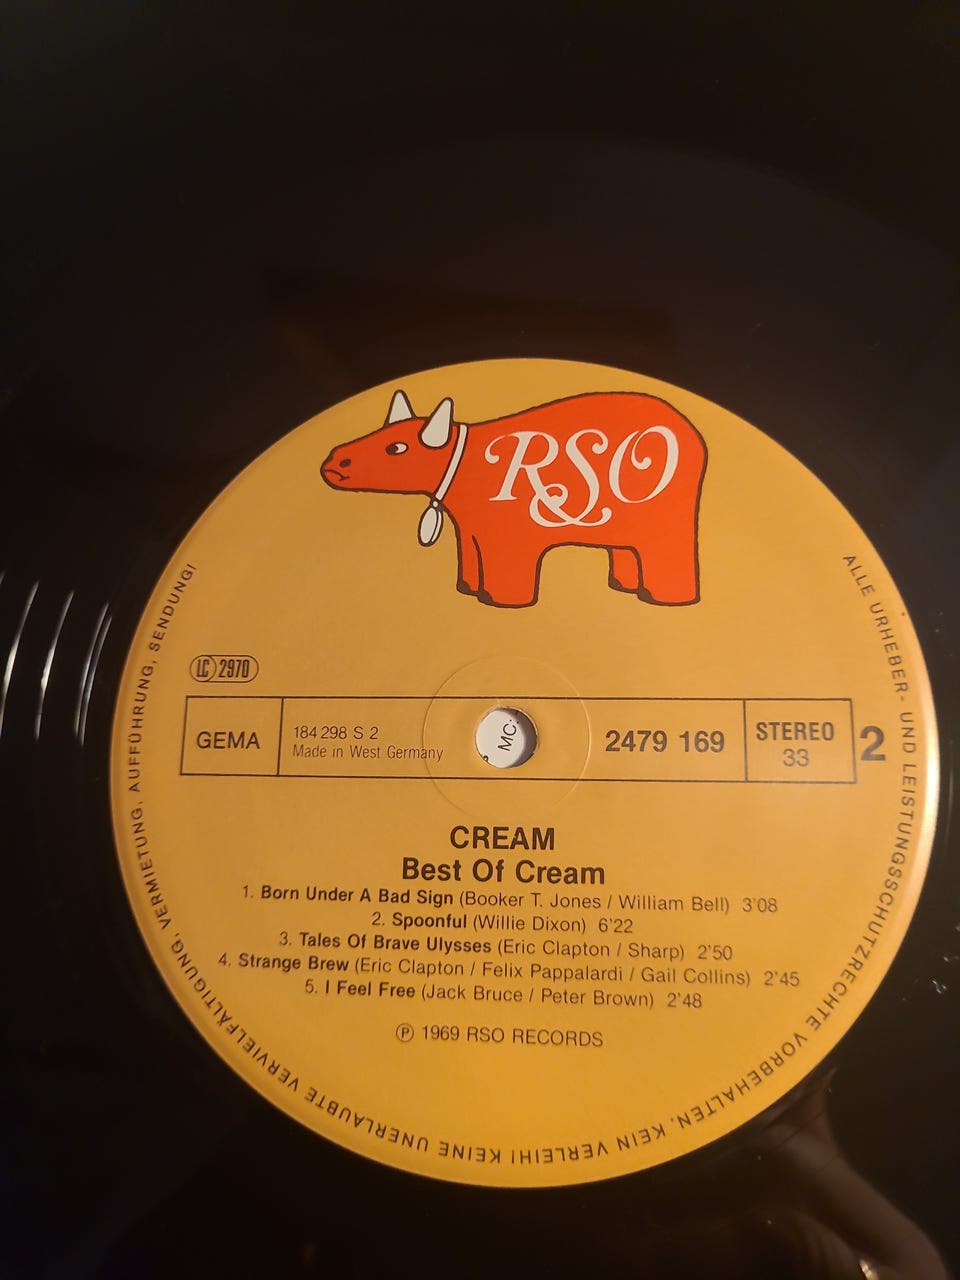 RSO
LC 2970
GEMA
184 298 S 2
Made in West Germany
MC:
2479 169
STEREO
33
2
CREAM
Best Of Cream
1. Born Under A Bad Sign (Booker T. Jones / William Bell) 3'08
2. Spoonful (Willie Dixon) 6'22
3. Tales Of Brave Ulysses (Eric Clapton / Sharp) 2'50
4. Strange Brew (Eric Clapton / Felix Pappalardi / Gail Collins) 2'45
5. I Feel Free (Jack Bruce / Peter Brown) 2'48
℗ 1969 RSO RECORDS
ALLE URHEBER- UND LEISTUNGSSCHUTZRECHTE VORBEHALTEN. KEIN VERLEIH! KEINE UNERLAUBTE VERVIELFÄLTIGUNG, VERMIETUNG, AUFFÜHRUNG, SENDUNG!